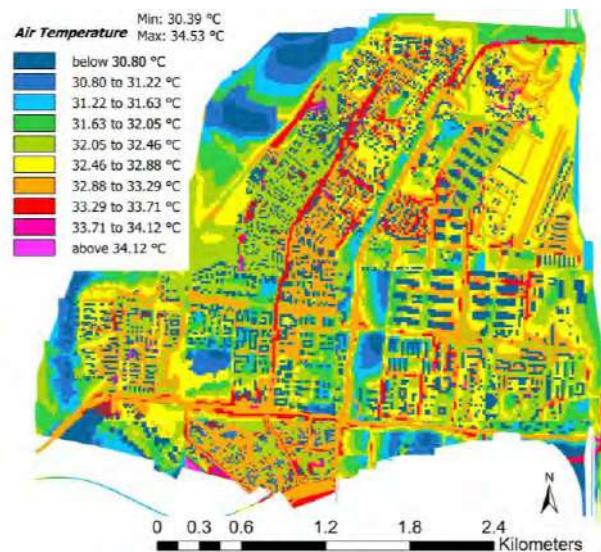 Air Temperature
Min: 30.39 °C
Max: 34.53 °C
below 30.80 °C
30.80 to 31.22 °C
31.22 to 31.63 °C
31.63 to 32.05 °C
32.05 to 32.46 °C
32.46 to 32.88 °C
32.88 to 33.29 °C
33.29 to 33.71 °C
33.71 to 34.12 °C
above 34.12 °C
N
0 0.3 0.6 1.2 1.8 2.4
Kilometers